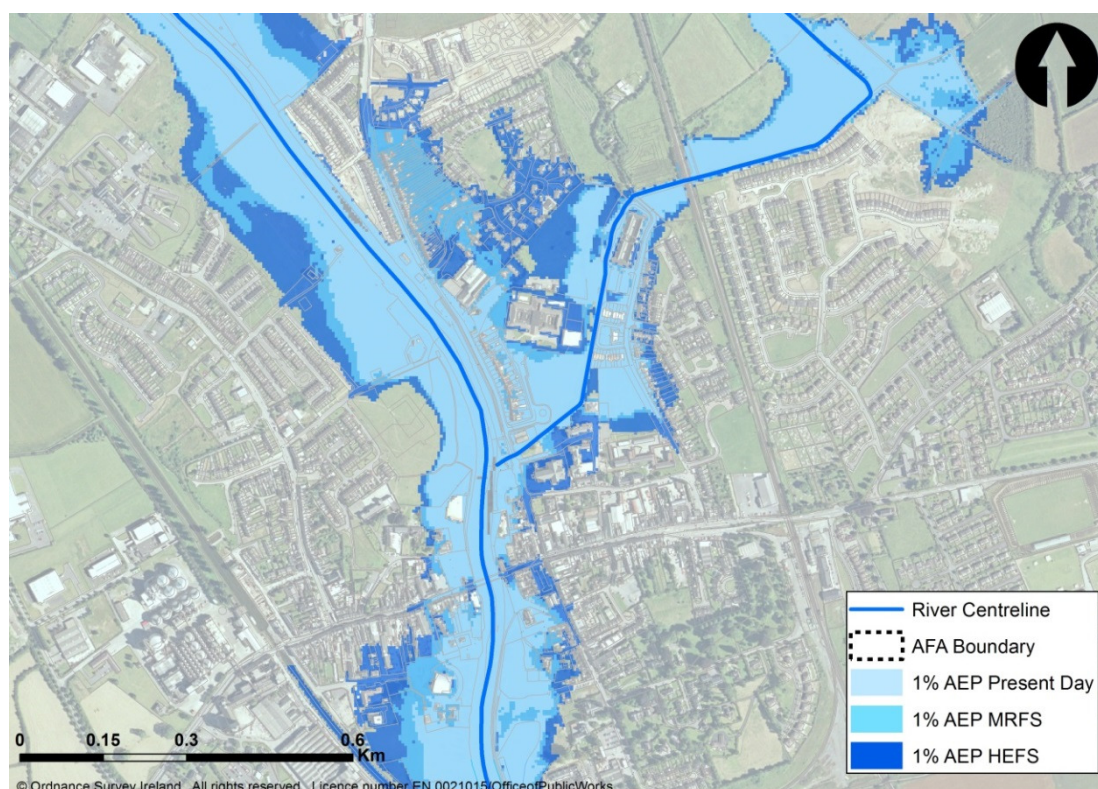 River Centreline
AFA Boundary
1% AEP Present Day
1% AEP MRFS
1% AEP HEFS
0 0.15 0.3 0.6
Km
© Ordnance Survey Ireland. All rights reserved. Licence number EN 0021015/OfficeofPublicWorks